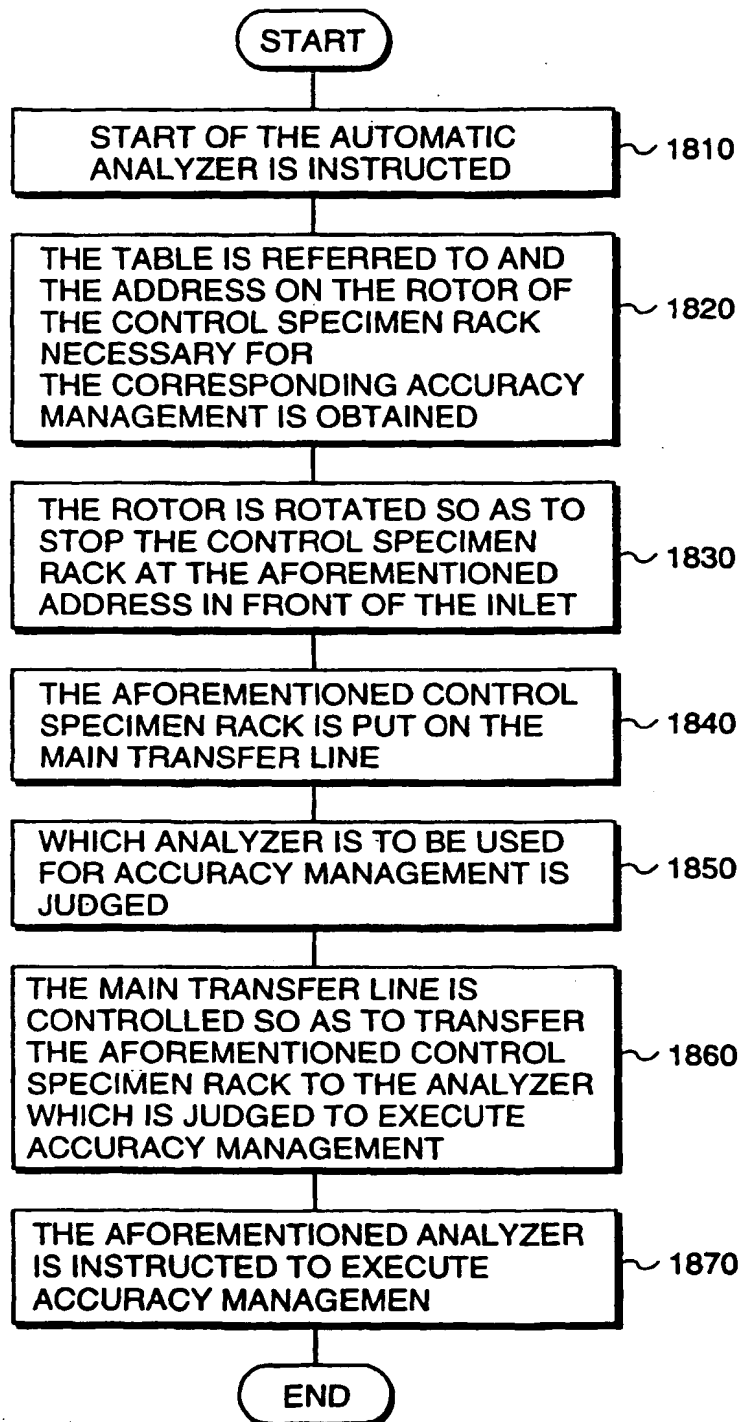 START
START OF THE AUTOMATIC
ANALYZER IS INSTRUCTED
1810
THE TABLE IS REFERRED TO AND
THE ADDRESS ON THE ROTOR OF
THE CONTROL SPECIMEN RACK
NECESSARY FOR
THE CORRESPONDING ACCURACY
MANAGEMENT IS OBTAINED
1820
THE ROTOR IS ROTATED SO AS TO
STOP THE CONTROL SPECIMEN
RACK AT THE AFOREMENTIONED
ADDRESS IN FRONT OF THE INLET
1830
THE AFOREMENTIONED CONTROL
SPECIMEN RACK IS PUT ON THE
MAIN TRANSFER LINE
1840
WHICH ANALYZER IS TO BE USED
FOR ACCURACY MANAGEMENT IS
JUDGED
1850
THE MAIN TRANSFER LINE IS
CONTROLLED SO AS TO TRANSFER
THE AFOREMENTIONED CONTROL
SPECIMEN RACK TO THE ANALYZER
WHICH IS JUDGED TO EXECUTE
ACCURACY MANAGEMENT
1860
THE AFOREMENTIONED ANALYZER
IS INSTRUCTED TO EXECUTE
ACCURACY MANAGEMEN
1870
END